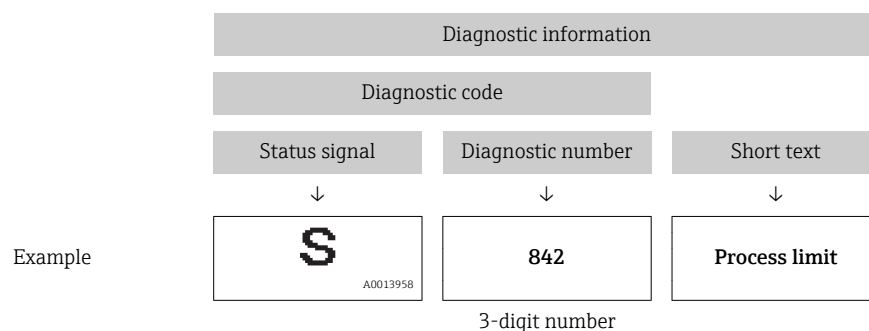 Diagnostic information
Diagnostic code
Status signal Diagnostic number Short text
↓ ↓ ↓
Example S 842 Process limit
A0013958
3-digit number